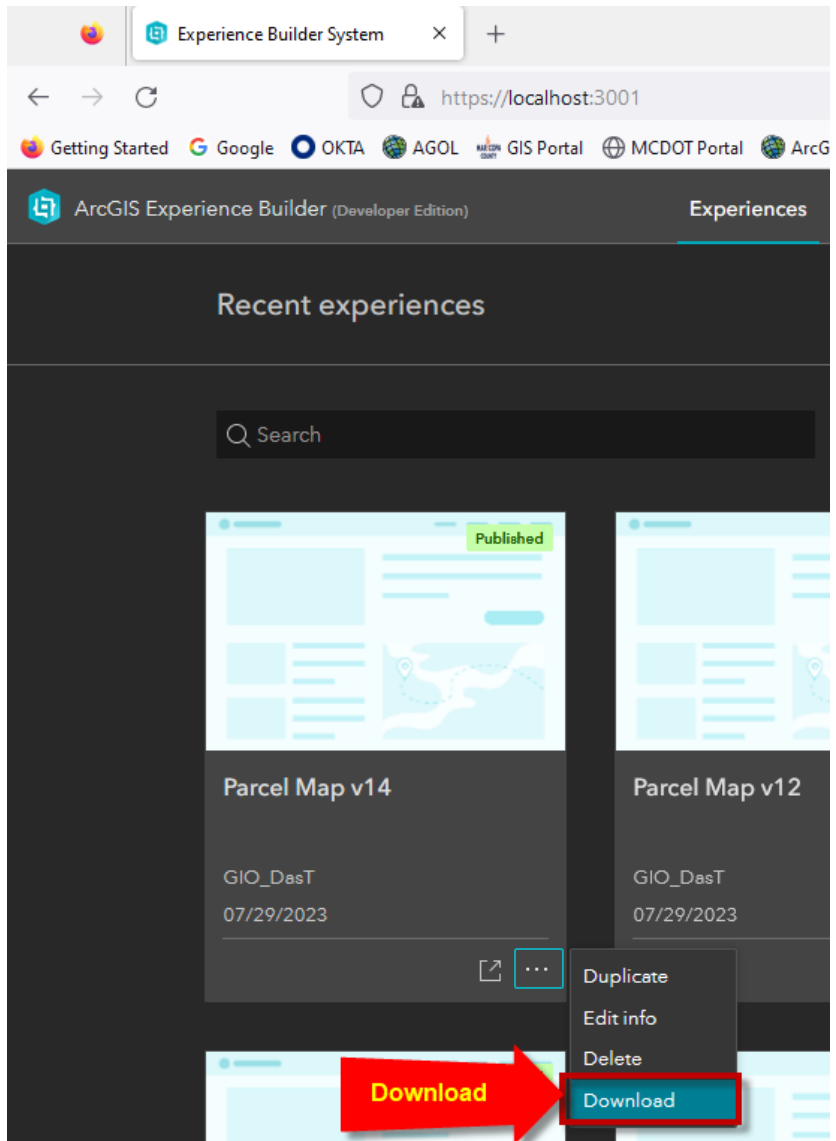 Experience Builder System
https://localhost:3001
Getting Started Google OKTA AGOL GIS Portal MCDOT Portal ArcG
ArcGIS Experience Builder (Developer Edition) Experiences
Recent experiences
Search
Published
Parcel Map v14 Parcel Map v12
GIO_DasT GIO_DasT
07/29/2023 07/29/2023
Duplicate
Edit info
Delete
Download Download